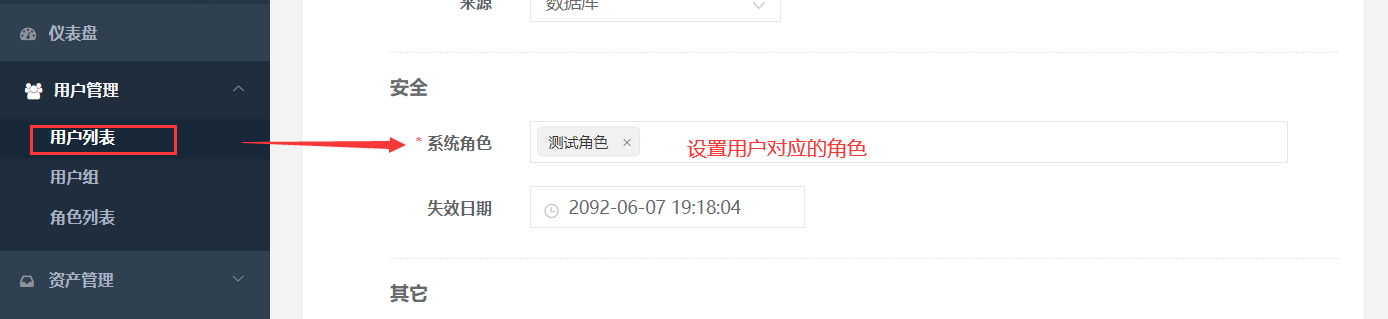 仪表盘
用户管理
用户列表
用户组
角色列表
资产管理
来源 数据库
安全
* 系统角色 测试角色 × 设置用户对应的角色
失效日期 2092-06-07 19:18:04
其它